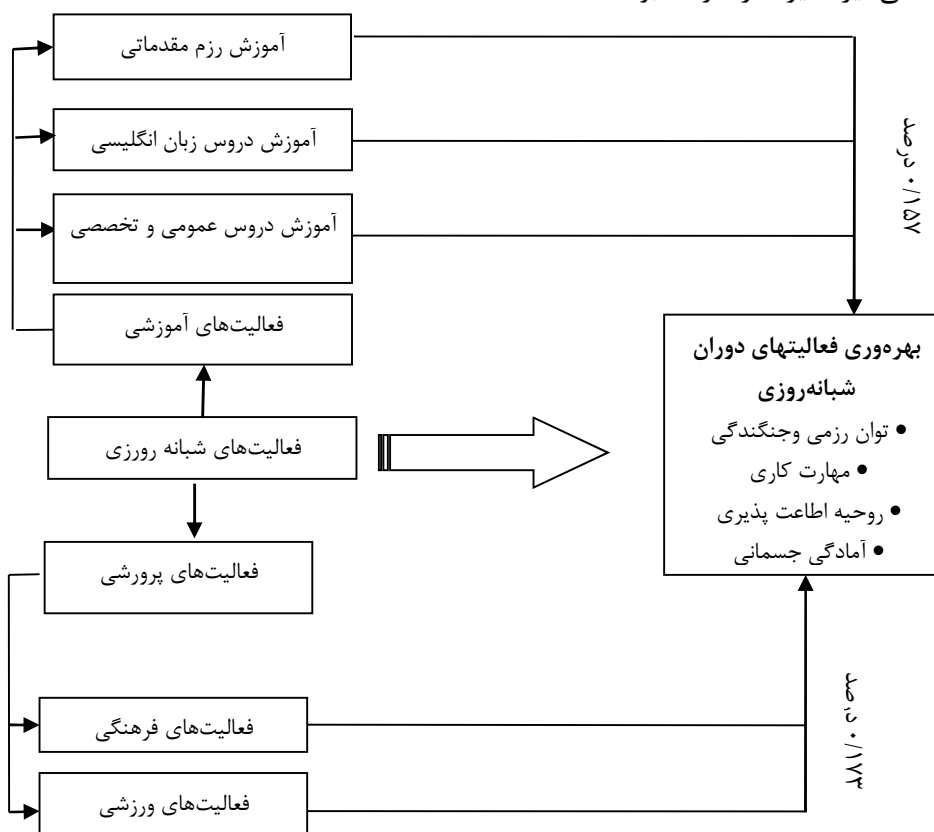 آموزش رزم مقدماتی
آموزش دروس زبان انگلیسی
آموزش دروس عمومی و تخصصی
فعالیت‌های آموزشی
فعالیت‌های شبانه رورزی
فعالیت‌های پرورشی
فعالیت‌های فرهنگی
فعالیت‌های ورزشی
۰/۱۵۷ درصد
بهره‌وری فعالیتهای دوران
شبانه‌روزی
• توان رزمی وجنگندگی
• مهارت کاری
• روحیه اطاعت پذیری
• آمادگی جسمانی
۰/۱۷۳ درصد